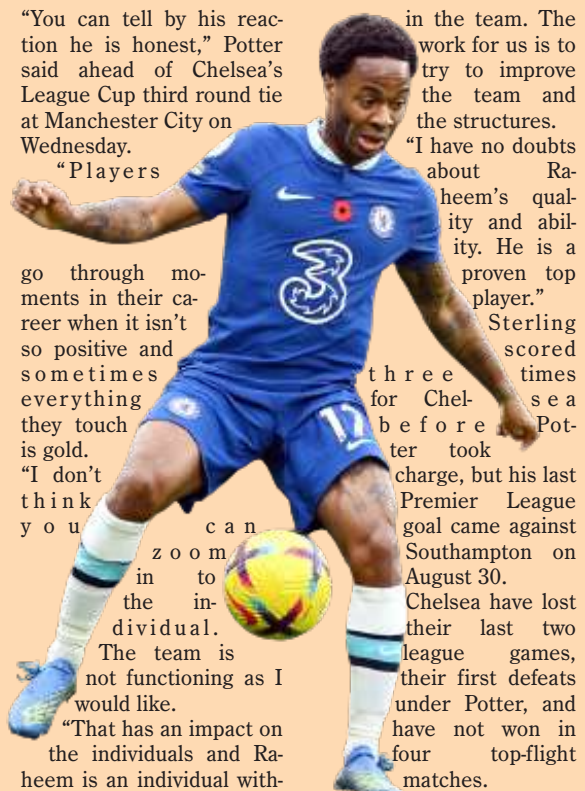 “You can tell by his reac-
tion he is honest,” Potter
said ahead of Chelsea’s
League Cup third round tie
at Manchester City on
Wednesday.
“Players
go through mo-
ments in their ca-
reer when it isn’t
so positive and
sometimes
everything
they touch
is gold.
“I don’t
think
you can
zoom
in to
the in-
dividual.
The team is
not functioning as I
would like.
“That has an impact on
the individuals and Ra-
heem is an individual with-
in the team. The
work for us is to
try to improve
the team and
the structures.
“I have no doubts
about Ra-
heem’s qual-
ity and abil-
ity. He is a
proven top
player.”
Sterling
scored
three times
for Chel- sea
before Pot-
ter took
charge, but his last
Premier League
goal came against
Southampton on
August 30.
Chelsea have lost
their last two
league games,
their first defeats
under Potter, and
have not won in
four top-flight
matches.
3
17